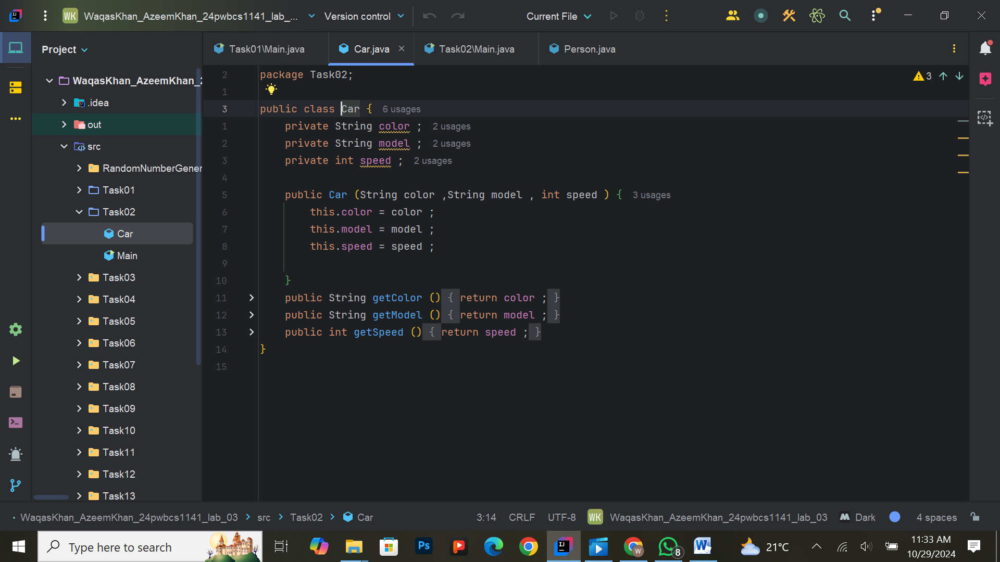 WK WaqasKhan_AzeemKhan_24pwbcs1141_lab_... Version control Current File
Project
Task01\Main.java Car.java Task02\Main.java Person.java
WaqasKhan_AzeemKhan_2
.idea
out
src
RandomNumberGener
Task01
Task02
Car
Main
Task03
Task04
Task05
Task06
Task07
Task08
Task09
Task10
Task11
Task12
Task13
2 package Task02;
1
3 public class Car { 6 usages
1 private String color ; 2 usages
2 private String model ; 2 usages
3 private int speed ; 2 usages
4
5 public Car (String color ,String model , int speed ) { 3 usages
6 this.color = color ;
7 this.model = model ;
8 this.speed = speed ;
9
10 }
11 public String getColor () { return color ; }
12 public String getModel () { return model ; }
13 public int getSpeed () { return speed ; }
14 }
15
3
WaqasKhan_AzeemKhan_24pwbcs1141_lab_03 src Task02 Car 3:14 CRLF UTF-8 WK WaqasKhan_AzeemKhan_24pwbcs1141_lab_03 Dark 4 spaces
Type here to search
Ps
W
8
W
21°C
11:33 AM
10/29/2024